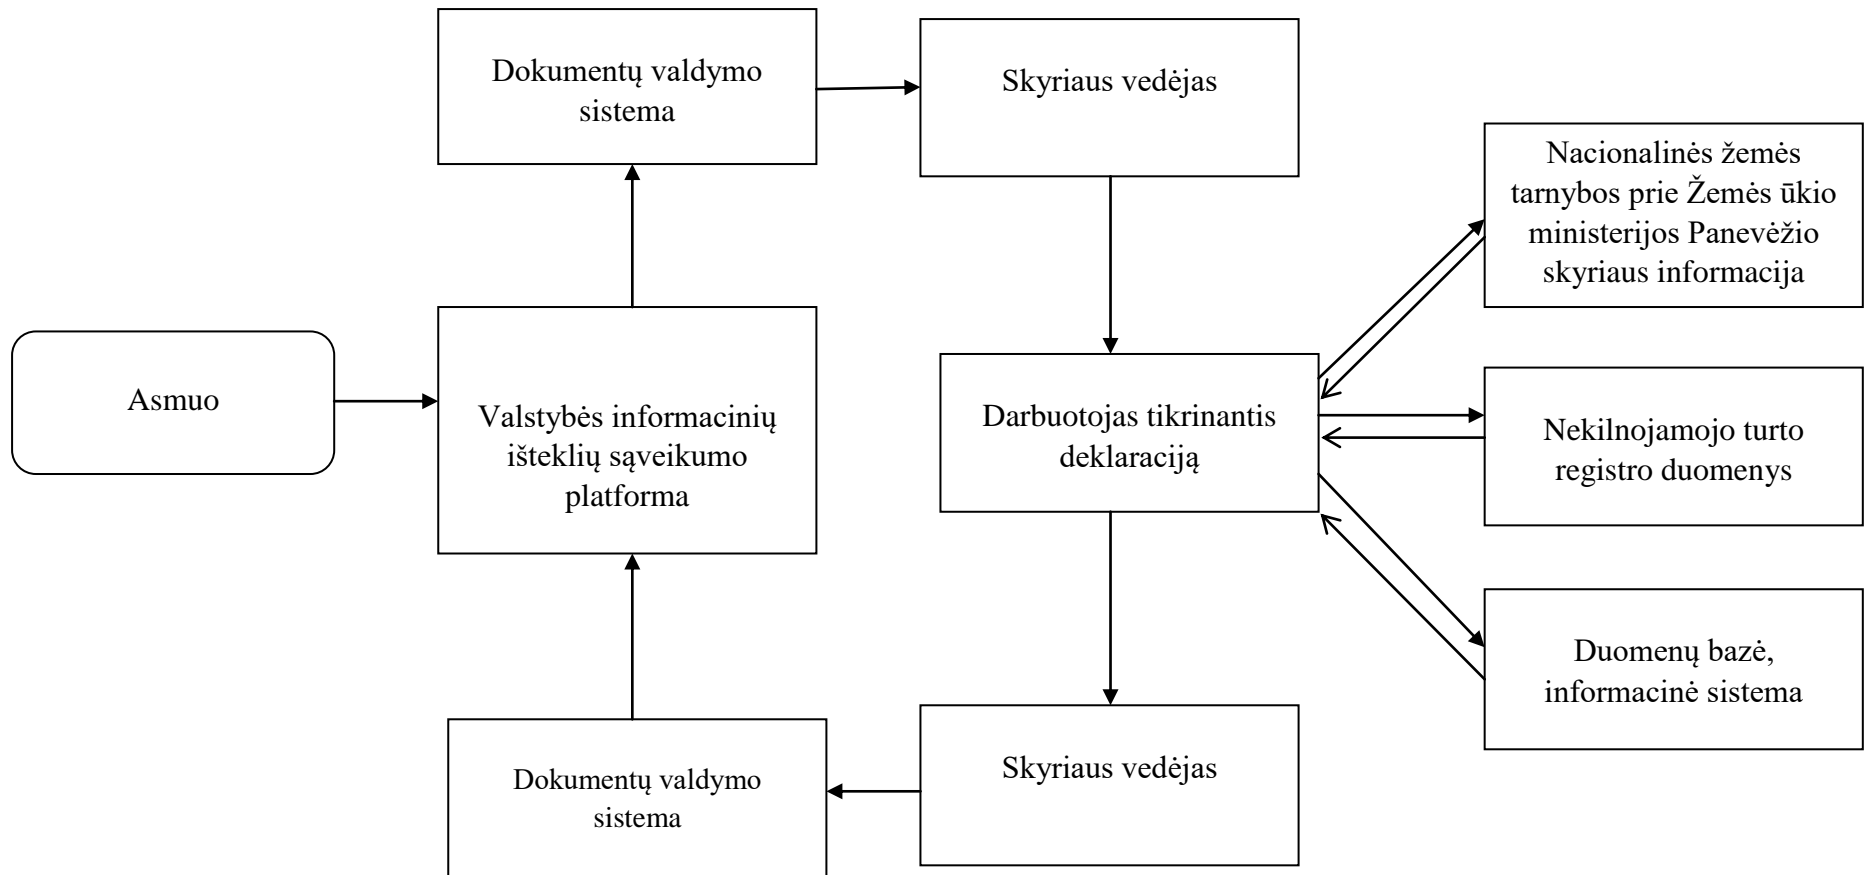 Dokumentų valdymo
sistema
Skyriaus vedėjas
Nacionalinės žemės
tarnybos prie Žemės ūkio
ministerijos Panevėžio
skyriaus informacija
Asmuo
Valstybės informacinių
išteklių sąveikumo
platforma
Darbuotojas tikrinantis
deklaraciją
Nekilnojamojo turto
registro duomenys
Duomenų bazė,
informacinė sistema
Dokumentų valdymo
sistema
Skyriaus vedėjas